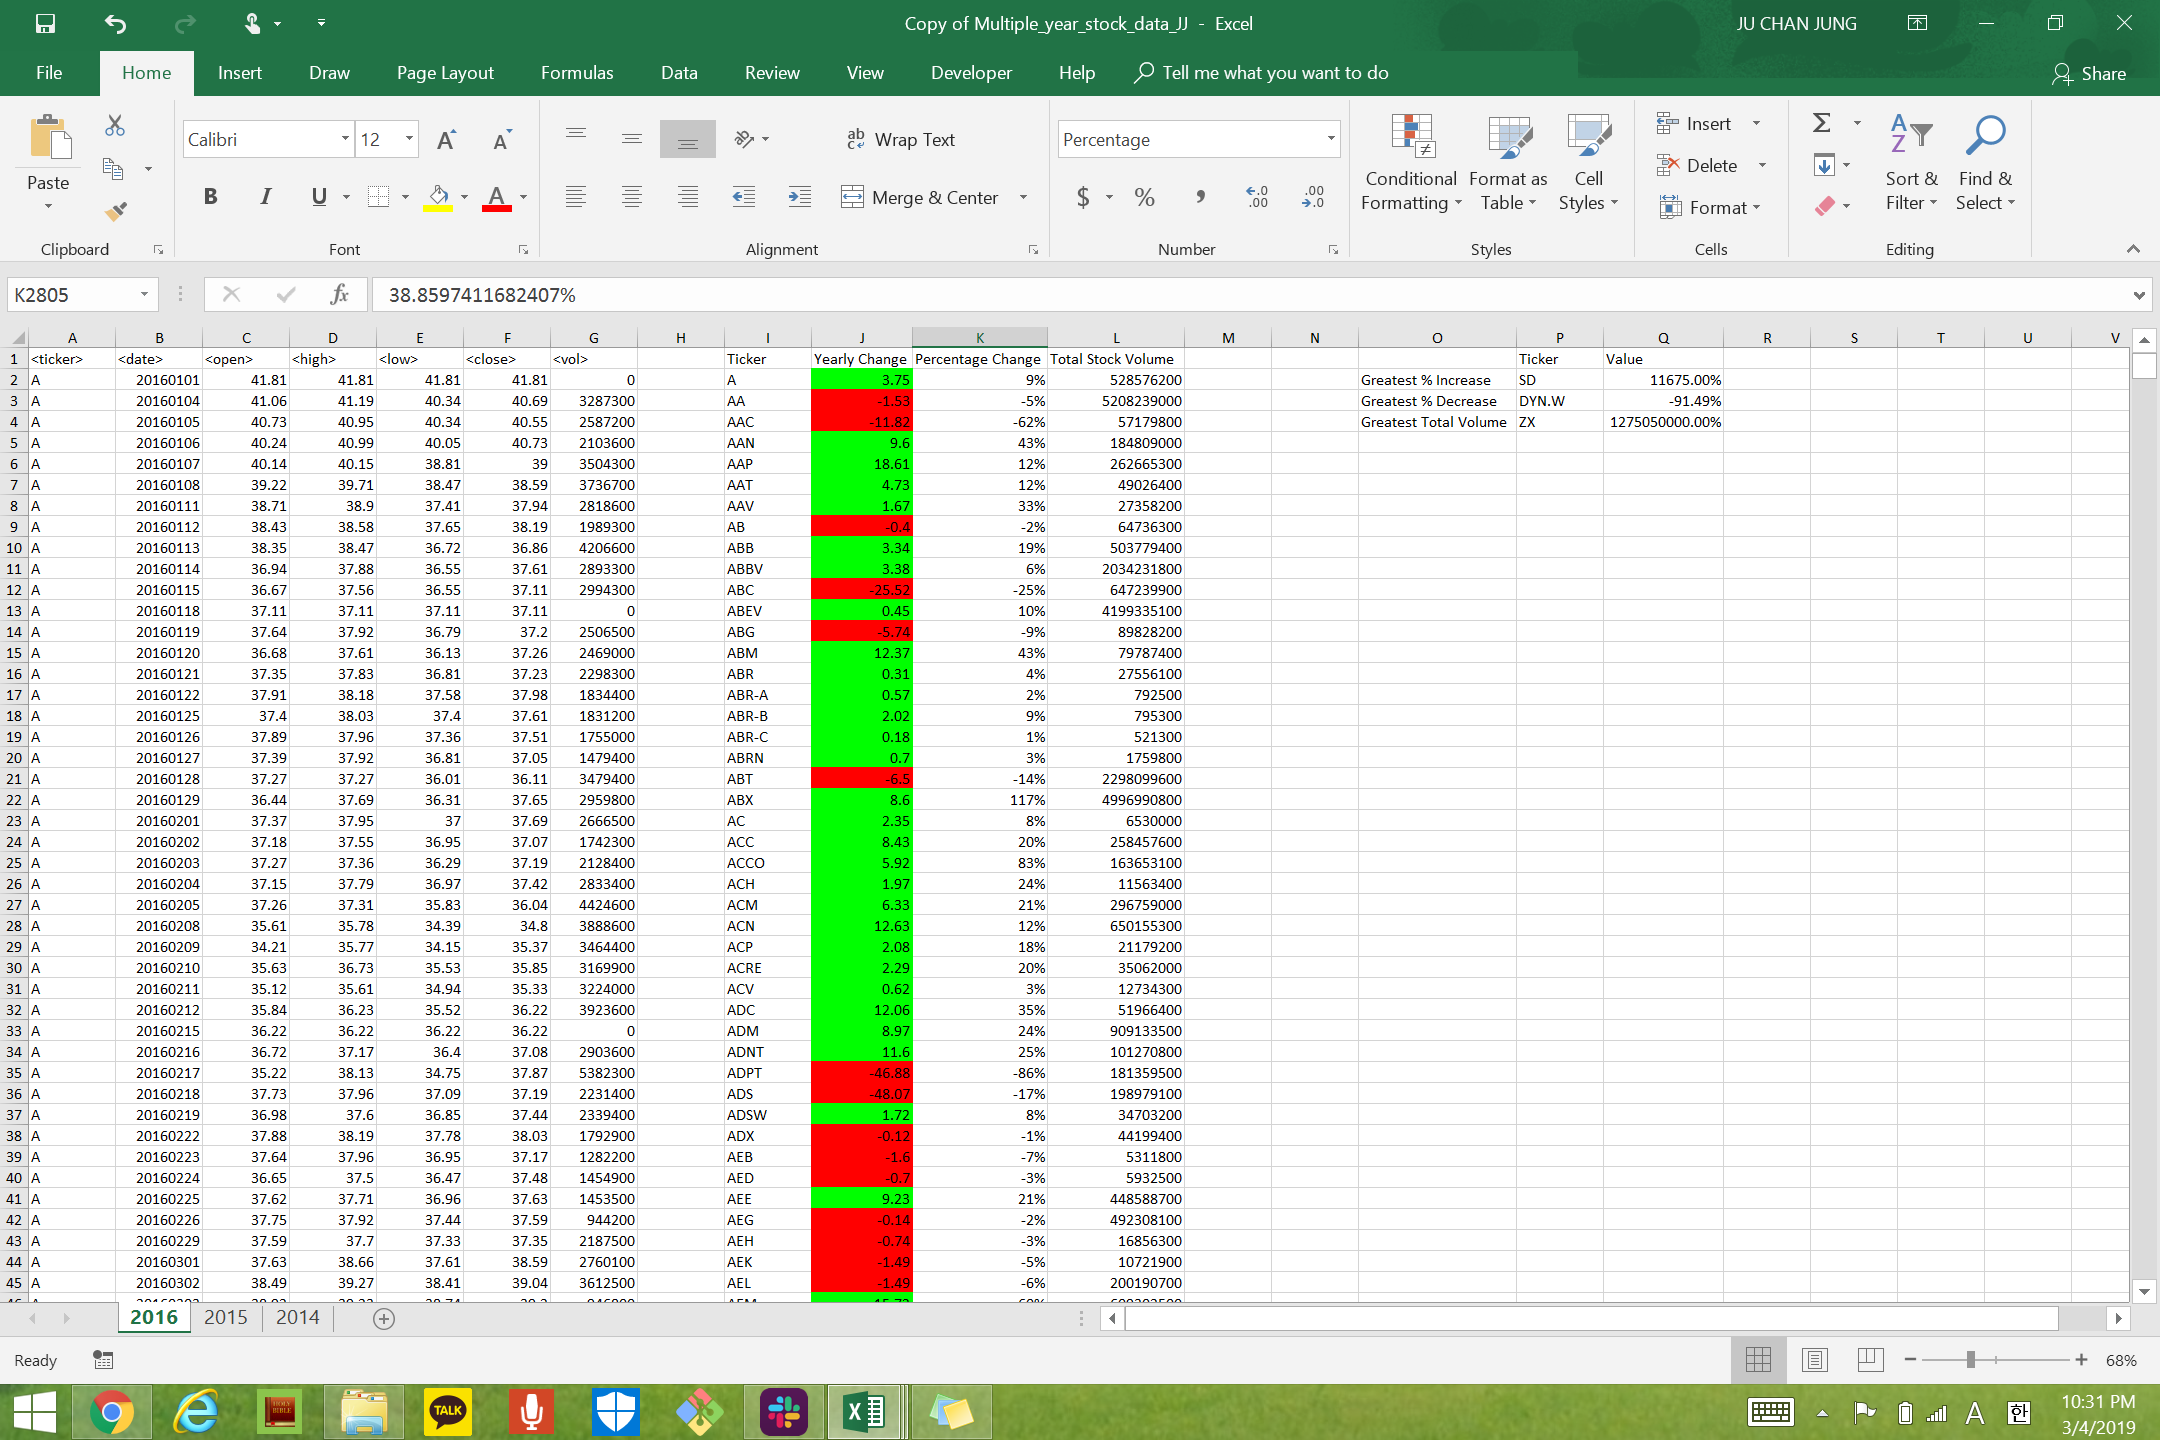 Copy of Multiple_year_stock_data_JJ - Excel
JU CHAN JUNG
File Home Insert Draw Page Layout Formulas Data Review View Developer Help Tell me what you want to do Share
Paste
Clipboard
Calibri 12
B I U
Font
Wrap Text
Merge & Center
Alignment
Percentage
$ % ,
Number
Conditional Formatting
Format as Table
Cell Styles
Styles
Insert
Delete
Format
Cells
Sort & Filter
Find & Select
Editing
K2805 fx 38.8597411682407%
A B C D E F G H I J K L M N O P Q R S T U V
1 <ticker> <date> <open> <high> <low> <close> <vol> Ticker Yearly Change Percentage Change Total Stock Volume Ticker Value
2 A 20160101 41.81 41.81 41.81 41.81 0 A 3.75 9% 528576200 Greatest % Increase SD 11675.00%
3 A 20160104 41.06 41.19 40.34 40.69 3287300 AA -1.53 -5% 5208239000 Greatest % Decrease DYN.W -91.49%
4 A 20160105 40.73 40.95 40.34 40.55 2587200 AAC -11.82 -62% 57179800 Greatest Total Volume ZX 1275050000.00%
5 A 20160106 40.24 40.99 40.05 40.73 2103600 AAN 9.6 43% 184809000
6 A 20160107 40.14 40.15 38.81 39 3504300 AAP 18.61 12% 262665300
7 A 20160108 39.22 39.71 38.47 38.59 3736700 AAT 4.73 12% 49026400
8 A 20160111 38.71 38.9 37.41 37.94 2818600 AAV 1.67 33% 27358200
9 A 20160112 38.43 38.58 37.65 38.19 1989300 AB -0.4 -2% 64736300
10 A 20160113 38.35 38.47 36.72 36.86 4206600 ABB 3.34 19% 503779400
11 A 20160114 36.94 37.88 36.55 37.61 2893300 ABBV 3.38 6% 2034231800
12 A 20160115 36.67 37.56 36.55 37.11 2994300 ABC -25.52 -25% 647239900
13 A 20160118 37.11 37.11 37.11 37.11 0 ABEV 0.45 10% 4199335100
14 A 20160119 37.64 37.92 36.79 37.2 2506500 ABG -5.74 -9% 89828200
15 A 20160120 36.68 37.61 36.13 37.26 2469000 ABM 12.37 43% 79787400
16 A 20160121 37.35 37.83 36.81 37.23 2298300 ABR 0.31 4% 27556100
17 A 20160122 37.91 38.18 37.58 37.98 1834400 ABR-A 0.57 2% 792500
18 A 20160125 37.4 38.03 37.4 37.61 1831200 ABR-B 2.02 9% 795300
19 A 20160126 37.89 37.96 37.36 37.51 1755000 ABR-C 0.18 1% 521300
20 A 20160127 37.39 37.92 36.81 37.05 1479400 ABRN 0.7 3% 1759800
21 A 20160128 37.27 37.27 36.01 36.11 3479400 ABT -6.5 -14% 2298099600
22 A 20160129 36.44 37.69 36.31 37.65 2959800 ABX 8.6 117% 4996990800
23 A 20160201 37.37 37.95 37 37.69 2666500 AC 2.35 8% 6530000
24 A 20160202 37.18 37.55 36.95 37.07 1742300 ACC 8.43 20% 258457600
25 A 20160203 37.27 37.36 36.29 37.19 2128400 ACCO 5.92 83% 163653100
26 A 20160204 37.15 37.79 36.97 37.42 2833400 ACH 1.97 24% 11563400
27 A 20160205 37.26 37.31 35.83 36.04 4424600 ACM 6.33 21% 296759000
28 A 20160208 35.61 35.78 34.39 34.8 3888600 ACN 12.63 12% 650155300
29 A 20160209 34.21 35.77 34.15 35.37 3464400 ACP 2.08 18% 21179200
30 A 20160210 35.63 36.73 35.53 35.85 3169900 ACRE 2.29 20% 35062000
31 A 20160211 35.12 35.61 34.94 35.33 3224000 ACV 0.62 3% 12734300
32 A 20160212 35.84 36.23 35.52 36.22 3923600 ADC 12.06 35% 51966400
33 A 20160215 36.22 36.22 36.22 36.22 0 ADM 8.97 24% 909133500
34 A 20160216 36.72 37.17 36.4 37.08 2903600 ADNT 11.6 25% 101270800
35 A 20160217 35.22 38.13 34.75 37.87 5382300 ADPT -46.88 -86% 181359500
36 A 20160218 37.73 37.96 37.09 37.19 2231400 ADS -48.07 -17% 198979100
37 A 20160219 36.98 37.6 36.85 37.44 2339400 ADSW 1.72 8% 34703200
38 A 20160222 37.88 38.19 37.78 38.03 1792900 ADX -0.12 -1% 44199400
39 A 20160223 37.64 37.96 36.95 37.17 1282200 AEB -1.6 -7% 5311800
40 A 20160224 36.65 37.5 36.47 37.48 1454900 AED -0.7 -3% 5932500
41 A 20160225 37.62 37.71 36.96 37.63 1453500 AEE 9.23 21% 448588700
42 A 20160226 37.75 37.92 37.44 37.59 944200 AEG -0.14 -2% 492308100
43 A 20160229 37.59 37.7 37.33 37.35 2187500 AEH -0.74 -3% 16856300
44 A 20160301 37.63 38.66 37.61 38.59 2760100 AEK -1.49 -5% 10721900
45 A 20160302 38.49 39.27 38.41 39.04 3612500 AEL -1.49 -6% 200190700
2016 2015 2014
Ready 68%
TALK
HOLY BIBLE
A 한
10:31 PM
3/4/2019